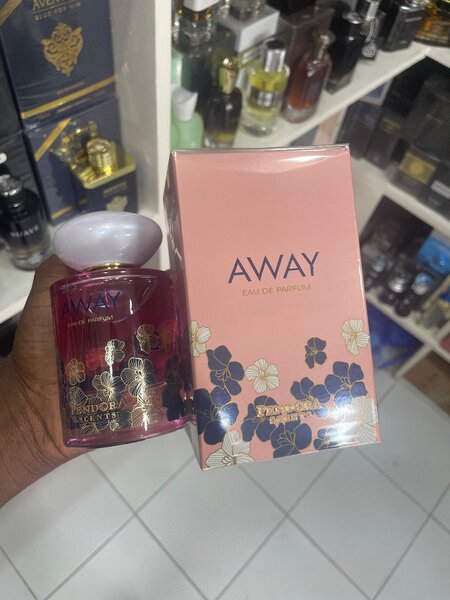 AWAY
EAU DE PARFUM
PENDORA
SCENTS
AWAY
EAU DE PARFUM
PENDORA
SCENTS